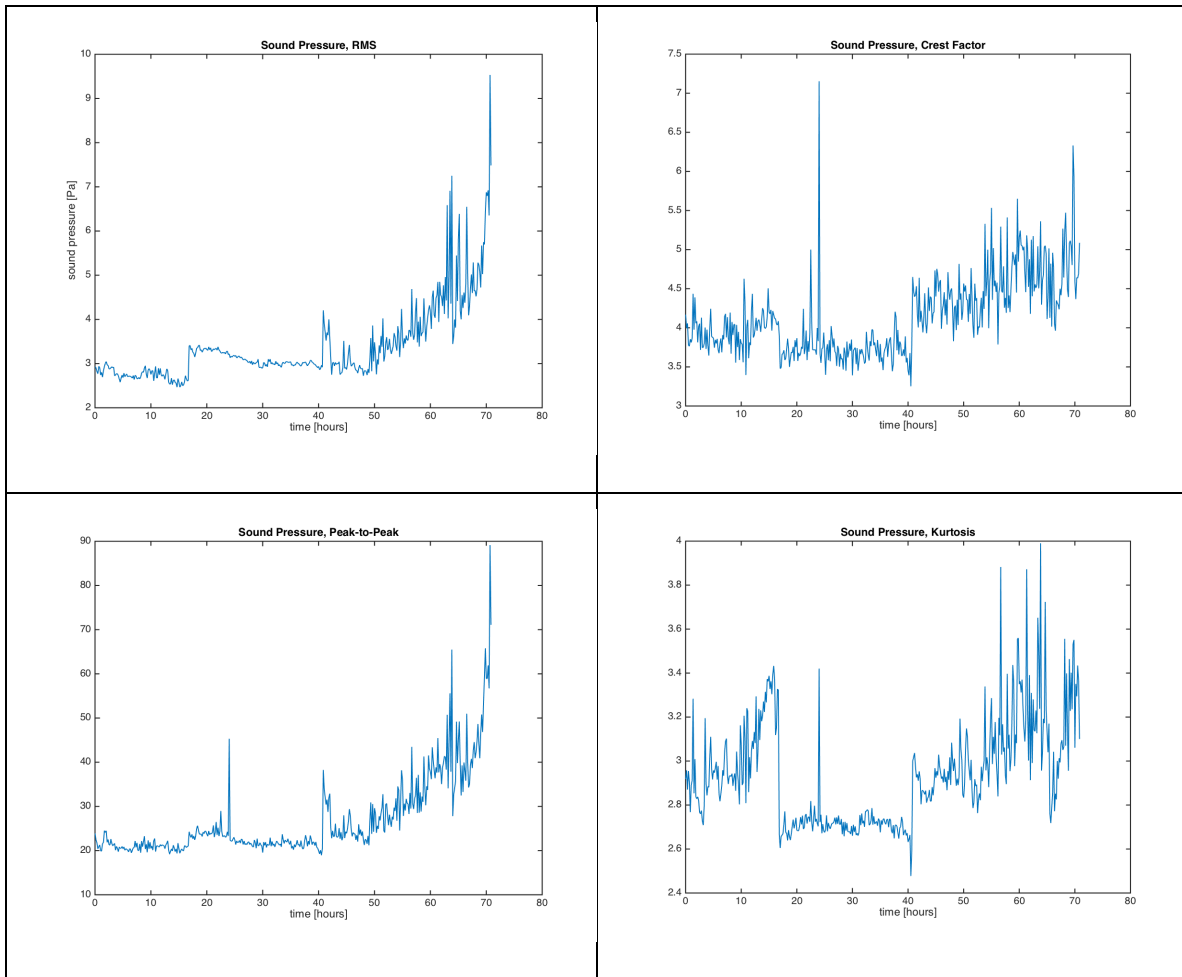 Sound Pressure, RMS
10
9
8
7
6
5
4
3
2
sound pressure [Pa]
0 10 20 30 40 50 60 70 80
time [hours]
Sound Pressure, Crest Factor
7.5
7
6.5
6
5.5
5
4.5
4
3.5
3
0 10 20 30 40 50 60 70 80
time [hours]
Sound Pressure, Peak-to-Peak
90
80
70
60
50
40
30
20
10
0 10 20 30 40 50 60 70 80
time [hours]
Sound Pressure, Kurtosis
4
3.8
3.6
3.4
3.2
3
2.8
2.6
2.4
0 10 20 30 40 50 60 70 80
time [hours]